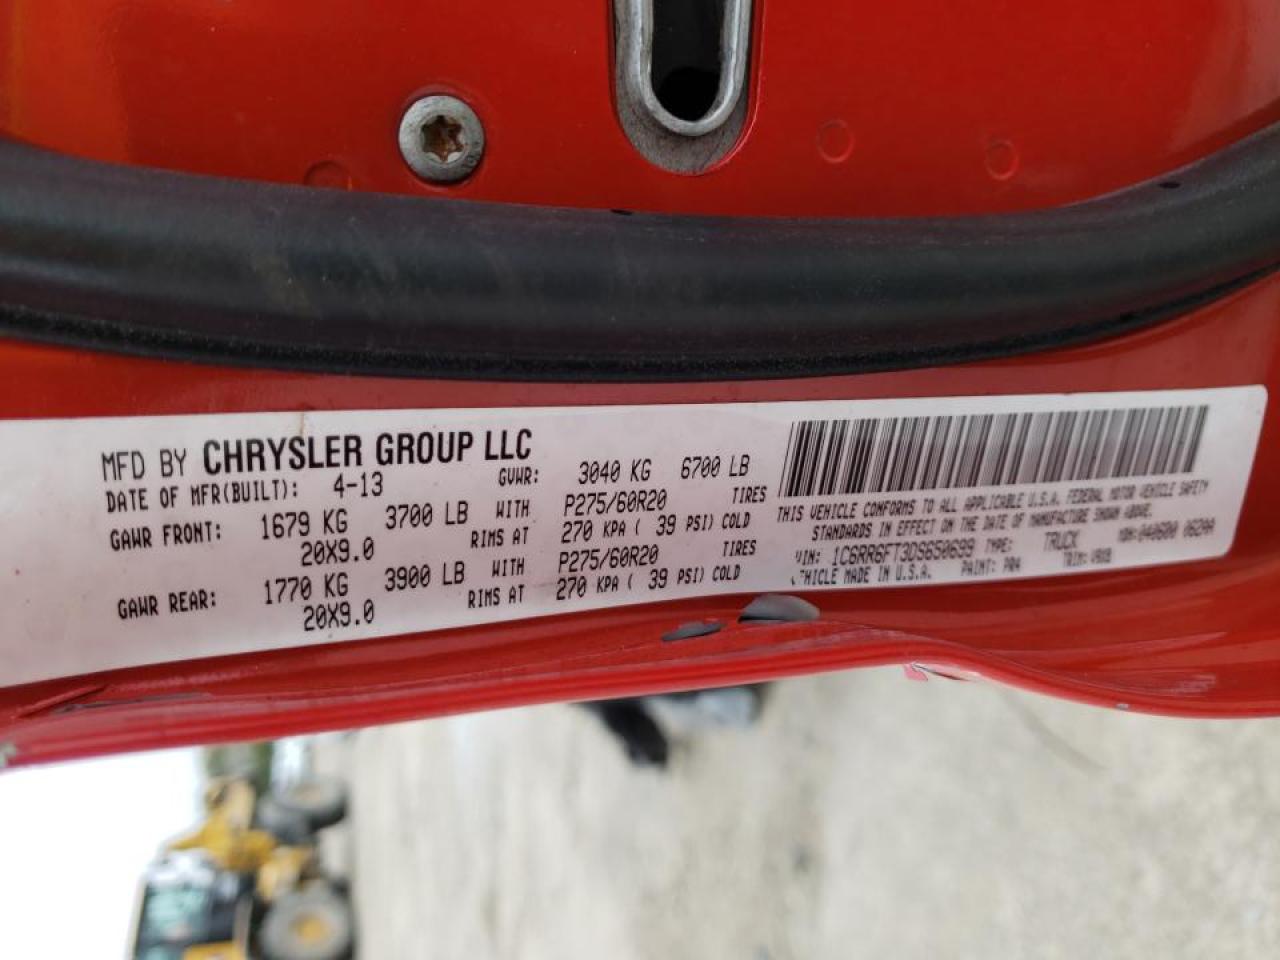 MFD BY CHRYSLER GROUP LLC
DATE OF MFR(BUILT): 4-13 GVWR: 3040 KG 6700 LB
GAWR FRONT: 1679 KG 3700 LB WITH P275/60R20 TIRES
20X9.0 RIMS AT 270 KPA ( 39 PSI) COLD
GAWR REAR: 1770 KG 3900 LB WITH P275/60R20 TIRES
20X9.0 RIMS AT 270 KPA ( 39 PSI) COLD
THIS VEHICLE CONFORMS TO ALL APPLICABLE U.S.A. FEDERAL MOTOR VEHICLE SAFETY
STANDARDS IN EFFECT ON THE DATE OF MANUFACTURE SHOWN ABOVE.
VIN: 1C6RR6FT3DS650699 TYPE: TRUCK MDH: 040600 062AA
VEHICLE MADE IN U.S.A. PAINT: PR4 TRIM: